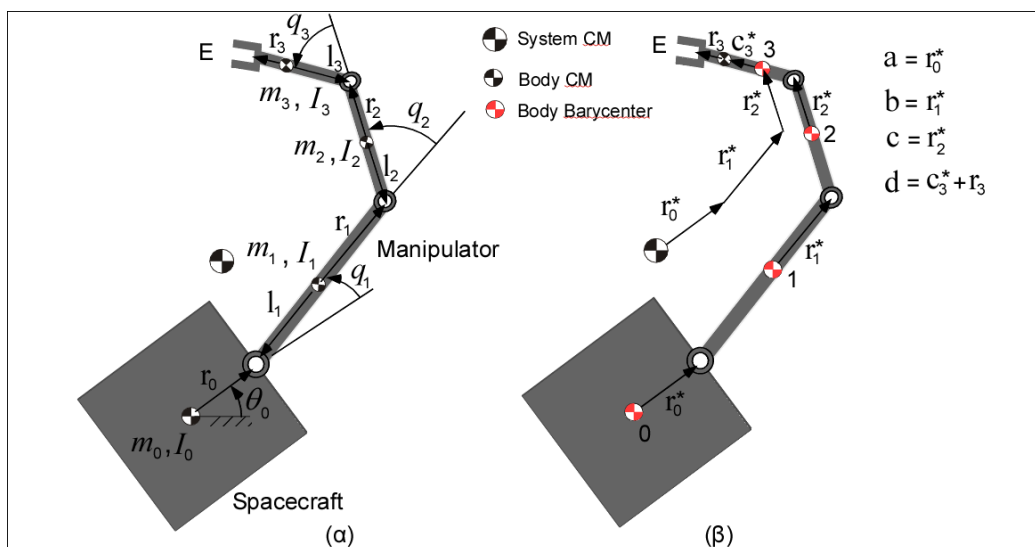 System CM
Body CM
Body Barycenter
E
r₃
q₃
l₃
m₃, I₃
r₂
q₂
m₂, I₂
l₂
r₁
Manipulator
m₁, I₁
q₁
l₁
r₀
θ₀
m₀, I₀
Spacecraft
(α)
E
r₃
c₃*
3
r₂*
r₂*
2
r₁*
r₀*
r₁*
1
r₀*
0
(β)
a = r₀*
b = r₁*
c = r₂*
d = c₃* + r₃